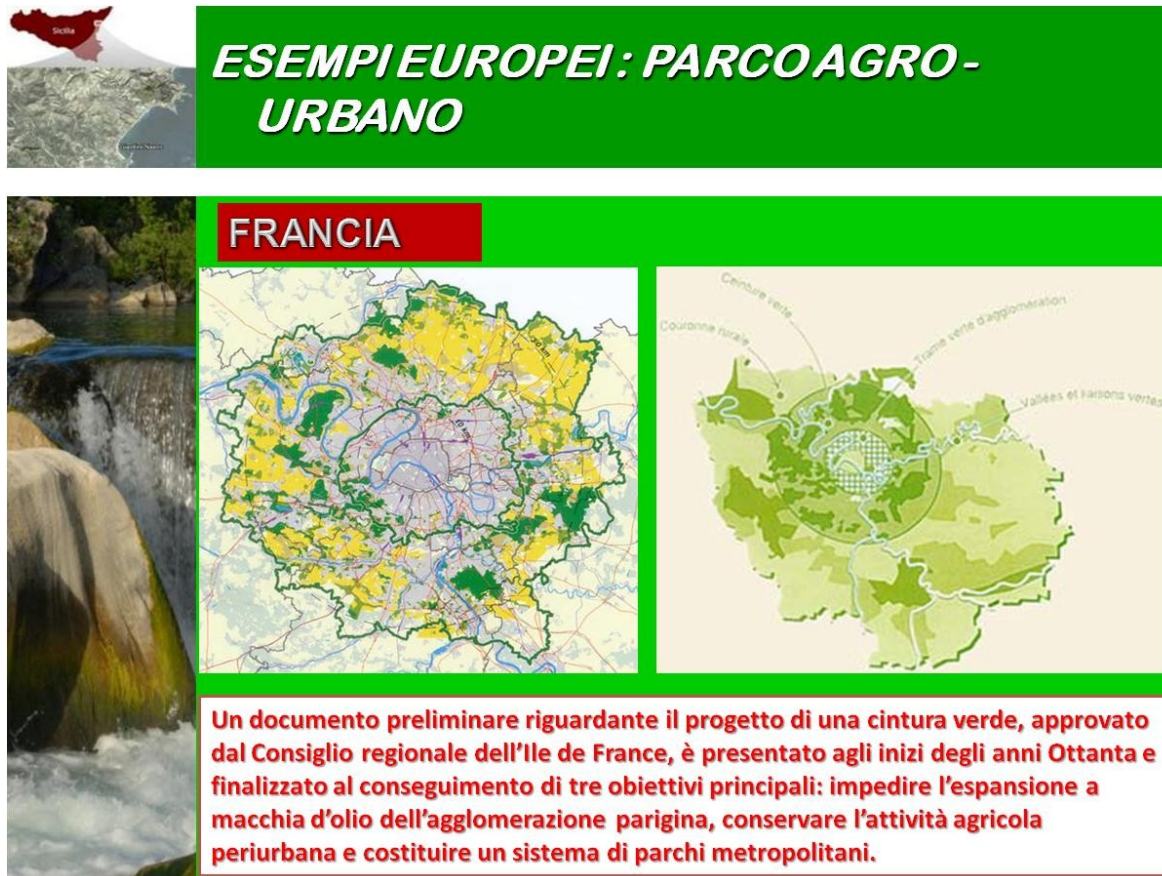 Sicilia
ESEMPI EUROPEI : PARCO AGRO -
URBANO
FRANCIA
Ceinture verte
Couronne rurale
Trame verte d'agglomération
Vallées et liaisons vertes
Un documento preliminare riguardante il progetto di una cintura verde, approvato
dal Consiglio regionale dell'Ile de France, è presentato agli inizi degli anni Ottanta e
finalizzato al conseguimento di tre obiettivi principali: impedire l'espansione a
macchia d'olio dell'agglomerazione parigina, conservare l'attività agricola
periurbana e costituire un sistema di parchi metropolitani.